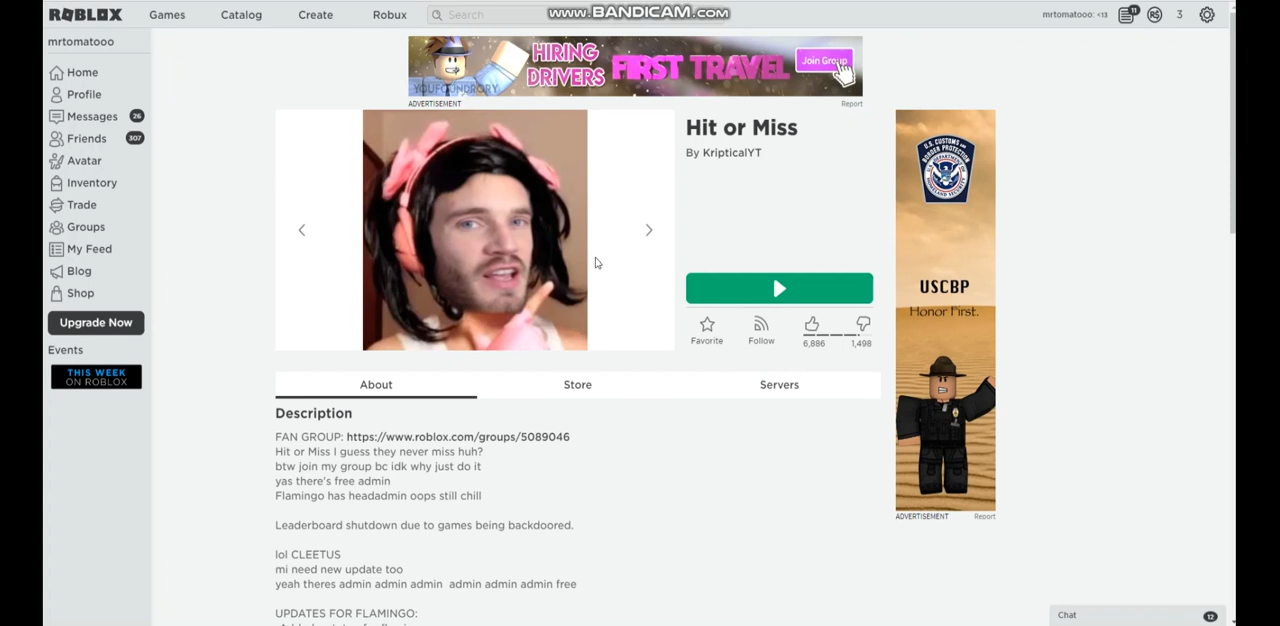 www.BANDICAM.com
ROBLOX
Games
Catalog
Create
Robux
Search
mrtomatooo: <13
11
3
mrtomatooo
Home
Profile
Messages 26
Friends 307
Avatar
Inventory
Trade
Groups
My Feed
Blog
Shop
Upgrade Now
Events
THIS WEEK
ON ROBLOX
HIRING
DRIVERS
FIRST TRAVEL
Join Group
ADVERTISEMENT
Report
Hit or Miss
By KripticalYT
Favorite
Follow
6,886
1,498
About
Store
Servers
Description
FAN GROUP: https://www.roblox.com/groups/5089046
Hit or Miss I guess they never miss huh?
btw join my group bc idk why just do it
yas there's free admin
Flamingo has headadmin oops still chill
Leaderboard shutdown due to games being backdoored.
lol CLEETUS
mi need new update too
yeah theres admin admin admin admin admin admin free
UPDATES FOR FLAMINGO:
U.S. CUSTOMS AND
BORDER PROTECTION
USCBP
Honor First.
ADVERTISEMENT
Report
Chat
12